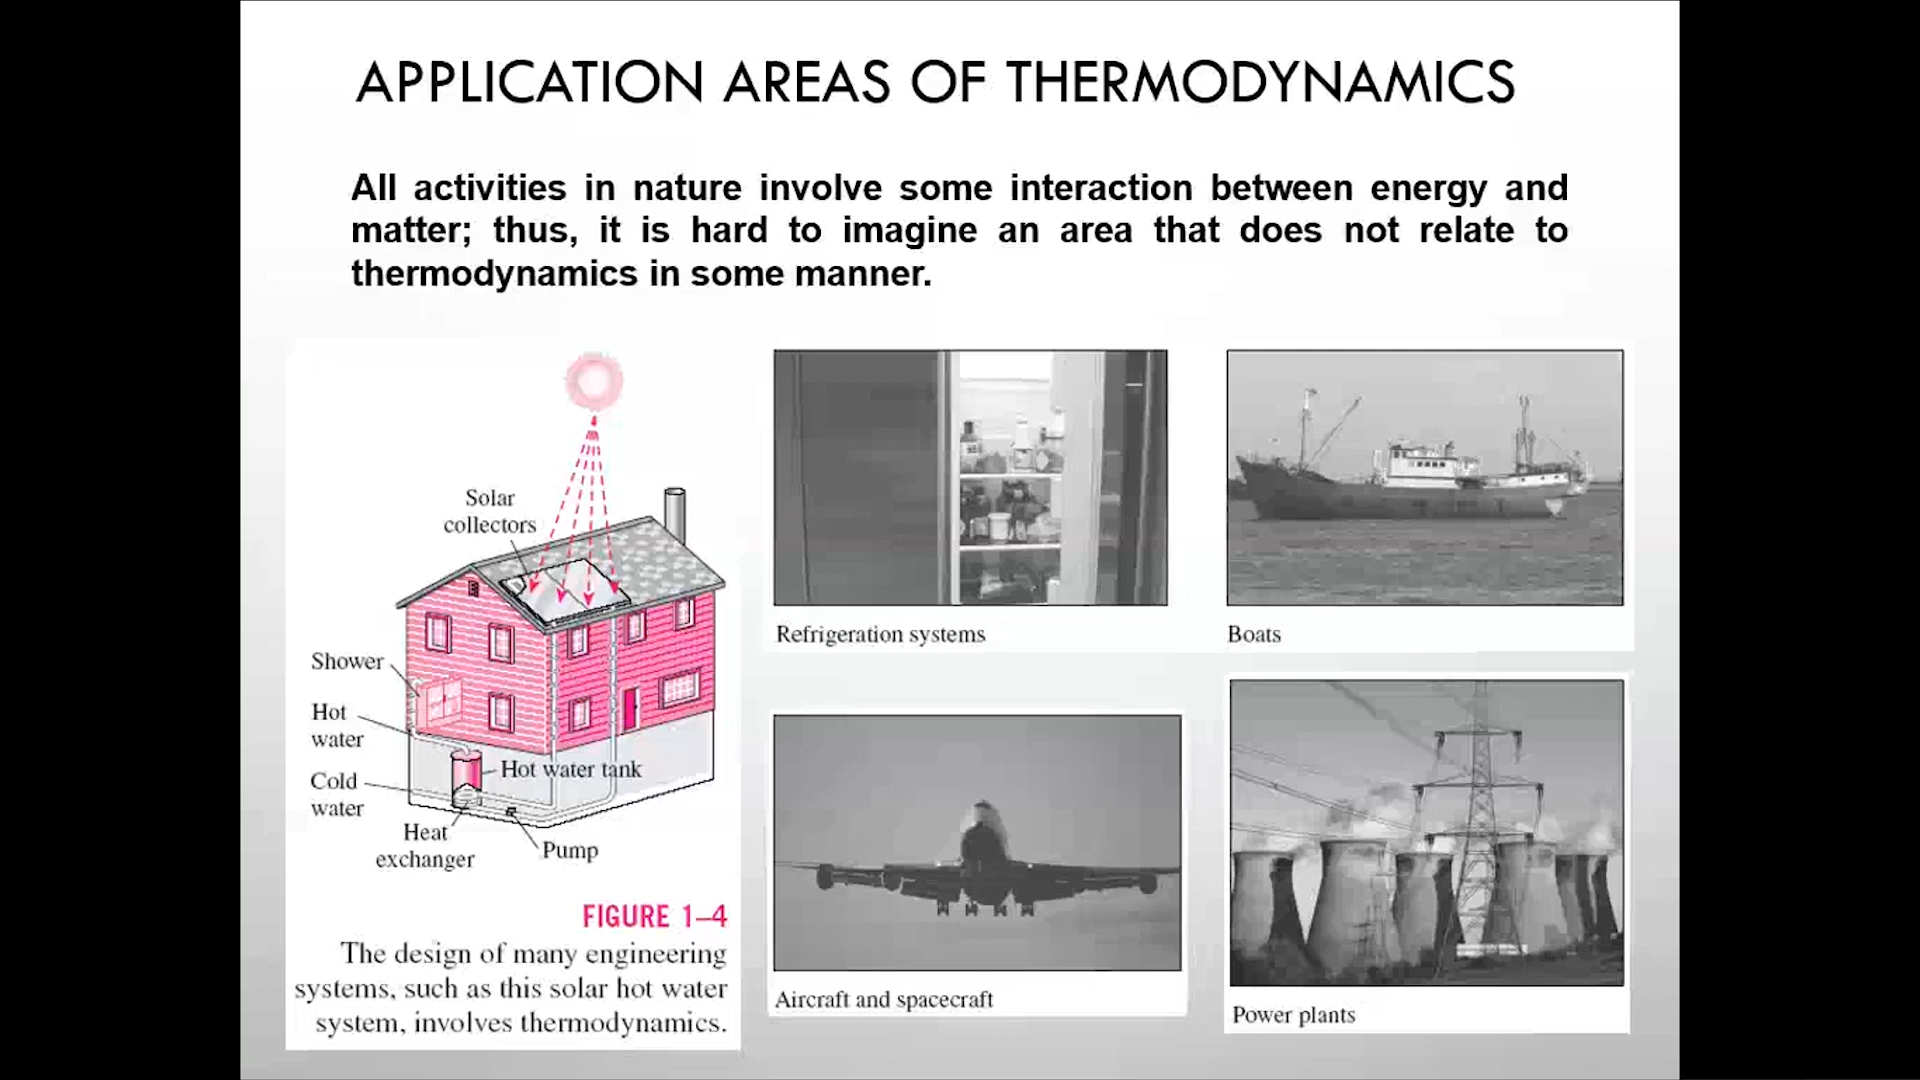 APPLICATION AREAS OF THERMODYNAMICS
All activities in nature involve some interaction between energy and
matter; thus, it is hard to imagine an area that does not relate to
thermodynamics in some manner.
Solar
collectors
Shower
Hot
water
Hot water tank
Cold
water
Heat
exchanger
Pump
FIGURE 1–4
The design of many engineering
systems, such as this solar hot water
system, involves thermodynamics.
Refrigeration systems
Boats
Aircraft and spacecraft
Power plants